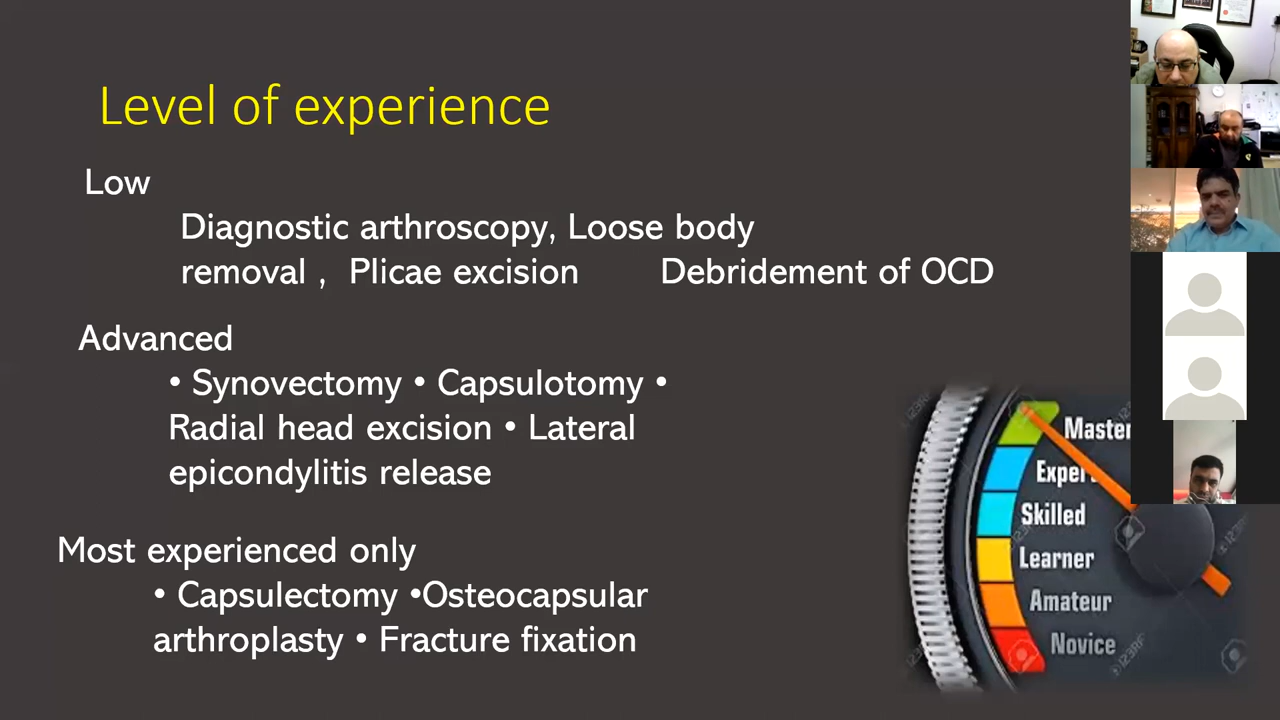 Level of experience
Low
Diagnostic arthroscopy, Loose body
removal ,  Plicae excision        Debridement of OCD
Advanced
• Synovectomy • Capsulotomy •
Radial head excision • Lateral
epicondylitis release
Most experienced only
• Capsulectomy •Osteocapsular
arthroplasty • Fracture fixation
Master
Expert
Skilled
Learner
Amateur
Novice